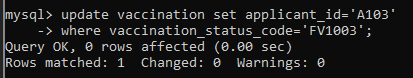 mysql> update vaccination set applicant_id='A103'
    -> where vaccination_status_code='FV1003';
Query OK, 0 rows affected (0.00 sec)
Rows matched: 1  Changed: 0  Warnings: 0